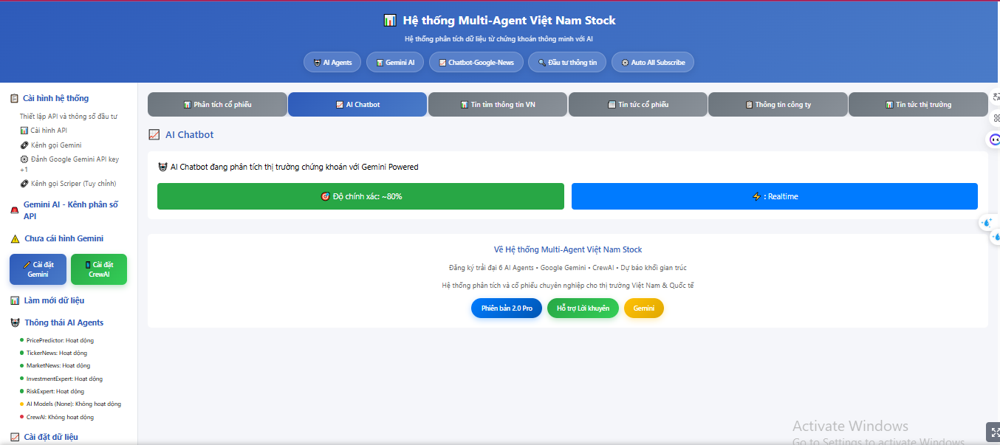 Hệ thống Multi-Agent Việt Nam Stock
Hệ thống phân tích dữ liệu từ chứng khoán thông minh với AI
AI Agents
Gemini AI
Chatbot-Google-News
Đầu tư thông tin
Auto All Subscribe
Cài hình hệ thống
Thiết lập API và thông số đầu tư
Cài hình API
Kênh gọi Gemini
Đánh Google Gemini API key
+1
Kênh gọi Scriper (Tuy chỉnh)
Gemini AI - Kênh phân số
API
Chưa cái hình Gemini
Cài đặt
Gemini
Cài đặt
CrewAI
Làm mới dữ liệu
Thông thái AI Agents
PricePredictor: Hoạt động
TickerNews: Hoạt động
MarketNews: Hoạt động
InvestmentExpert: Hoạt động
RiskExpert: Hoạt động
AI Models (None): Không hoạt động
CrewAI: Không hoạt động
Cài đặt dữ liệu
Phân tích cổ phiếu
AI Chatbot
Tin tìm thông tin VN
Tin tức cổ phiếu
Thông tin công ty
Tin tức thị trường
AI Chatbot
AI Chatbot đang phân tích thị trường chứng khoán với Gemini Powered
Độ chính xác: ~80%
: Realtime
Về Hệ thống Multi-Agent Việt Nam Stock
Đăng ký trải đại 6 AI Agents • Google Gemini • CrewAI • Dự báo khối gian trúc
Hệ thống phân tích và cổ phiếu chuyên nghiệp cho thị trường Việt Nam & Quốc tế
Phiên bản 2.0 Pro
Hỗ trợ Lời khuyên
Gemini
Activate Windows
Go to Settings to activate Windows.